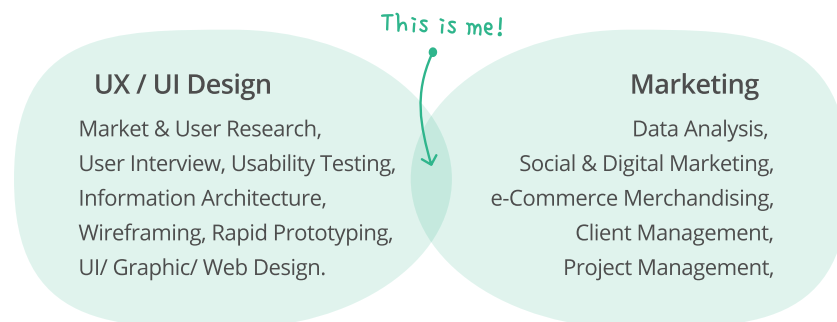 This is me!
UX / UI Design
Market & User Research,
User Interview, Usability Testing,
Information Architecture,
Wireframing, Rapid Prototyping,
UI/ Graphic/ Web Design.
Marketing
Data Analysis,
Social & Digital Marketing,
e-Commerce Merchandising,
Client Management,
Project Management,